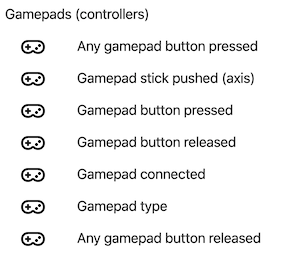 Gamepads (controllers)
Any gamepad button pressed
Gamepad stick pushed (axis)
Gamepad button pressed
Gamepad button released
Gamepad connected
Gamepad type
Any gamepad button released